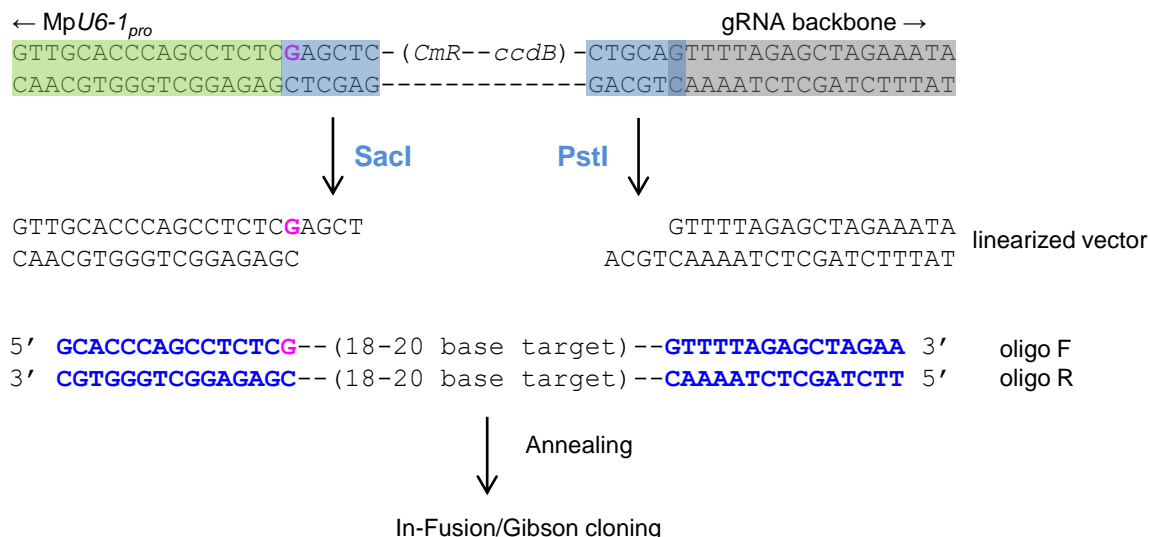 ← MpU6-1pro gRNA backbone →
GTTGCACCCAGCCTCTCGAGCTC-(CmR--ccdB)-CTGCAGTTTTAGAGCTAGAAATA
CAACGTGGGTCGGAGAGCTCGAG-------------GACGTCAAAATCTCGATCTTTAT
SacI PstI
GTTGCACCCAGCCTCTCGAGCT GTTTTAGAGCTAGAAATA
linearized vector
CAACGTGGGTCGGAGAGC ACGTCAAAATCTCGATCTTTAT
5′ GCACCCAGCCTCTCG--(18-20 base target)--GTTTTAGAGCTAGAA 3′ oligo F
3′ CGTGGGTCGGAGAGC--(18-20 base target)--CAAAATCTCGATCTT 5′ oligo R
Annealing
In-Fusion/Gibson cloning